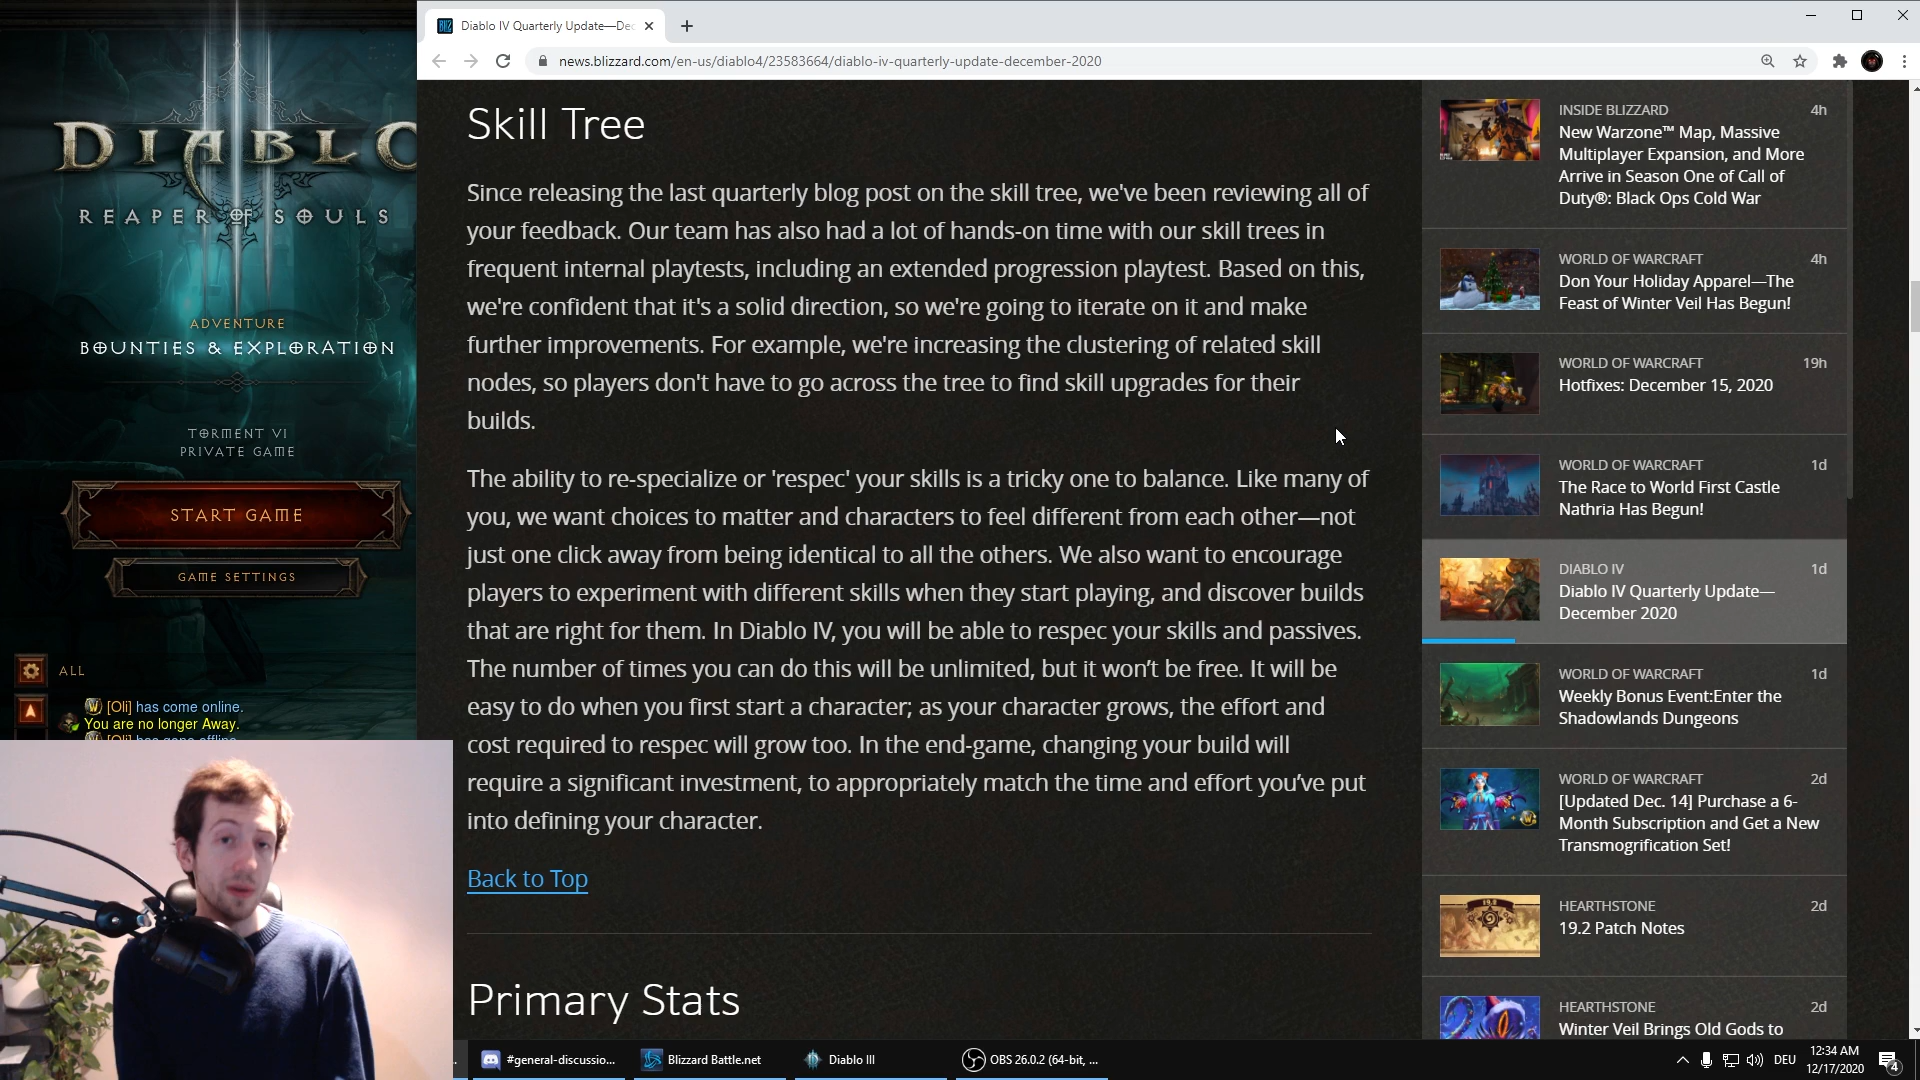 DIABLO
REAPER OF SOULS
ADVENTURE
BOUNTIES & EXPLORATION
TORMENT VI
PRIVATE GAME
START GAME
GAME SETTINGS
ALL
[Oli] has come online.
You are no longer Away.
[Oli] has gone offline.
Diablo IV Quarterly Update—Dec
news.blizzard.com/en-us/diablo4/23583664/diablo-iv-quarterly-update-december-2020
Skill Tree
Since releasing the last quarterly blog post on the skill tree, we've been reviewing all of
your feedback. Our team has also had a lot of hands-on time with our skill trees in
frequent internal playtests, including an extended progression playtest. Based on this,
we're confident that it's a solid direction, so we're going to iterate on it and make
further improvements. For example, we're increasing the clustering of related skill
nodes, so players don't have to go across the tree to find skill upgrades for their
builds.
The ability to re-specialize or 'respec' your skills is a tricky one to balance. Like many of
you, we want choices to matter and characters to feel different from each other—not
just one click away from being identical to all the others. We also want to encourage
players to experiment with different skills when they start playing, and discover builds
that are right for them. In Diablo IV, you will be able to respec your skills and passives.
The number of times you can do this will be unlimited, but it won’t be free. It will be
easy to do when you first start a character; as your character grows, the effort and
cost required to respec will grow too. In the end-game, changing your build will
require a significant investment, to appropriately match the time and effort you’ve put
into defining your character.
Back to Top
Primary Stats
INSIDE BLIZZARD 4h
New Warzone™ Map, Massive
Multiplayer Expansion, and More
Arrive in Season One of Call of
Duty®: Black Ops Cold War
WORLD OF WARCRAFT 4h
Don Your Holiday Apparel—The
Feast of Winter Veil Has Begun!
WORLD OF WARCRAFT 19h
Hotfixes: December 15, 2020
WORLD OF WARCRAFT 1d
The Race to World First Castle
Nathria Has Begun!
DIABLO IV 1d
Diablo IV Quarterly Update—
December 2020
WORLD OF WARCRAFT 1d
Weekly Bonus Event:Enter the
Shadowlands Dungeons
WORLD OF WARCRAFT 2d
[Updated Dec. 14] Purchase a 6-
Month Subscription and Get a New
Transmogrification Set!
HEARTHSTONE 2d
19.2 Patch Notes
HEARTHSTONE 2d
Winter Veil Brings Old Gods to
#general-discussio...
Blizzard Battle.net
Diablo III
OBS 26.0.2 (64-bit, ...
DEU
12:34 AM
12/17/2020
4